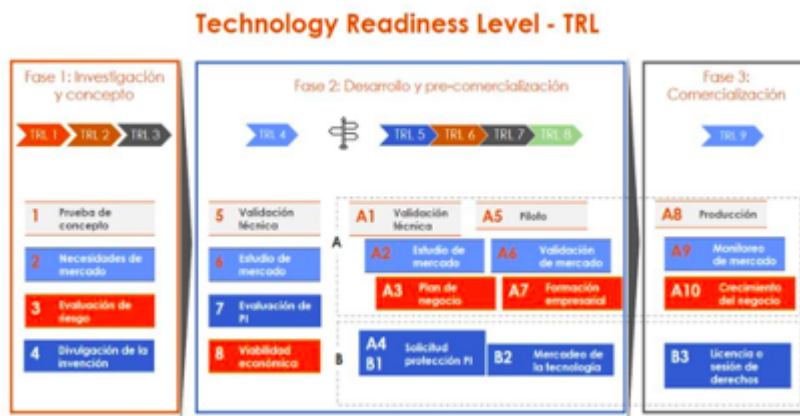 Technology Readiness Level - TRL
Fase 1: Investigación
y concepto
TRL 1
TRL 2
TRL 3
1 Prueba de
concepto
2 Necesidades de
mercado
3 Evaluación de
riesgo
4 Divulgación de la
invención
Fase 2: Desarrollo y pre-comercialización
TRL 4
TRL 5
TRL 6
TRL 7
TRL 8
5 Validación
técnica
6 Estudio de
mercado
7 Evaluación de
PI
8 Viabilidad
económica
A
A1 Validación
técnica
A5 Piloto
A2 Estudio de
mercado
A6 Validación
de mercado
A3 Plan de
negocio
A7 Formación
empresarial
B
A4
B1
Solicitud
protección PI
B2 Mercadeo de
la tecnología
Fase 3:
Comercialización
TRL 9
A8 Producción
A9 Monitoreo
de mercado
A10 Crecimiento
del negocio
B3 Licencia o
sesión de
derechos